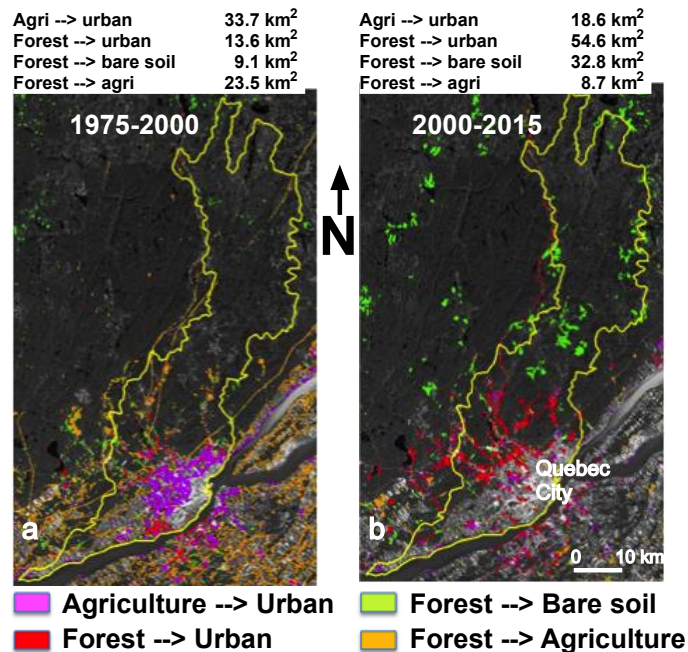 Agri --> urban 33.7 km²
Forest --> urban 13.6 km²
Forest --> bare soil 9.1 km²
Forest --> agri 23.5 km²
Agri --> urban 18.6 km²
Forest --> urban 54.6 km²
Forest --> bare soil 32.8 km²
Forest --> agri 8.7 km²
1975-2000
2000-2015
N
Quebec
City
a
b
0 10 km
Agriculture --> Urban
Forest --> Bare soil
Forest --> Urban
Forest --> Agriculture